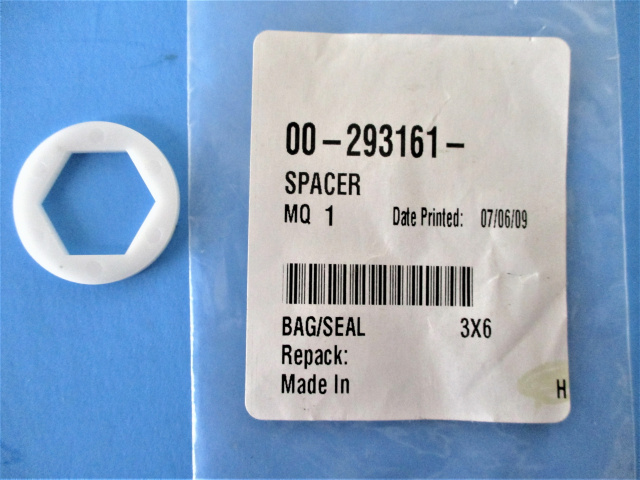 00-293161-
SPACER
MQ 1 Date Printed: 07/06/09
BAG/SEAL 3X6
Repack:
Made In
H